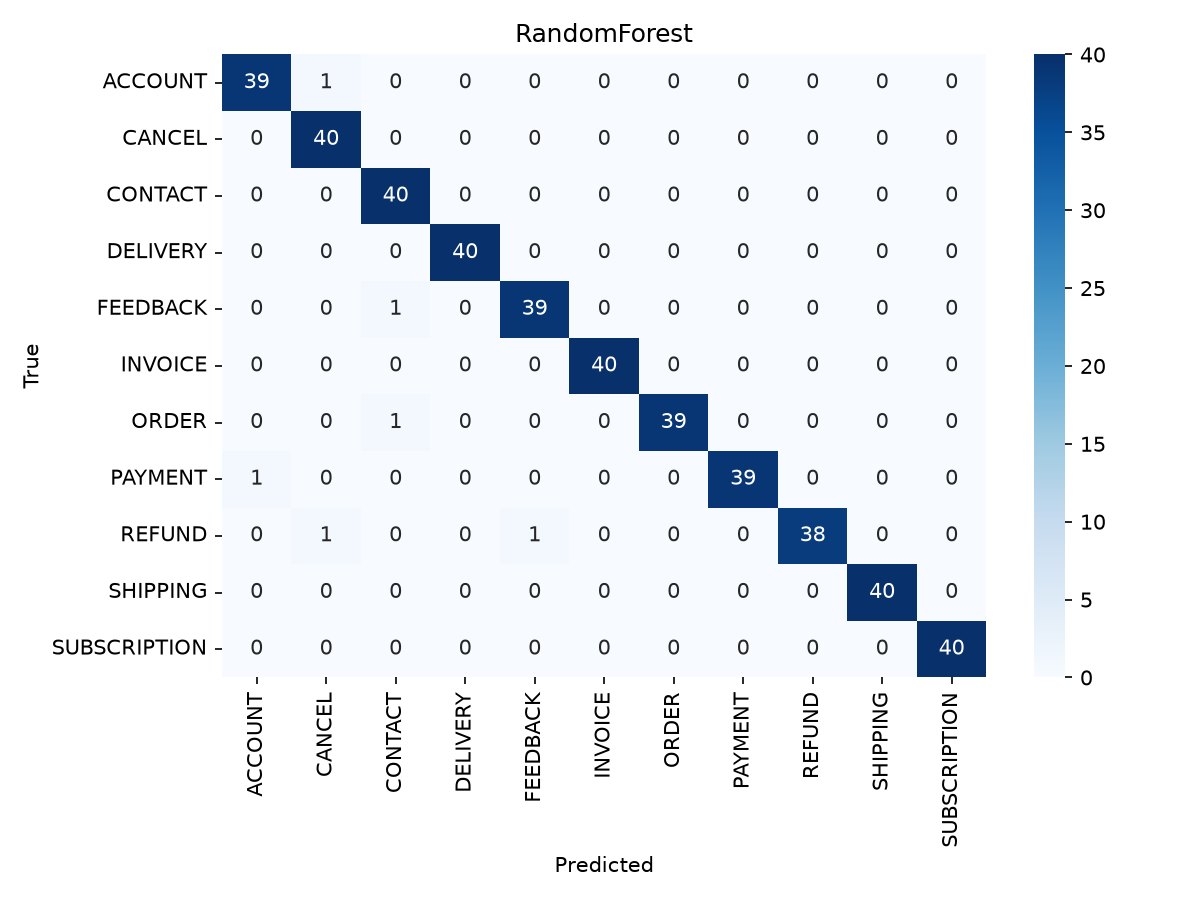 RandomForest
ACCOUNT 39 1 0 0 0 0 0 0 0 0 0
CANCEL 0 40 0 0 0 0 0 0 0 0 0
CONTACT 0 0 40 0 0 0 0 0 0 0 0
DELIVERY 0 0 0 40 0 0 0 0 0 0 0
FEEDBACK 0 0 1 0 39 0 0 0 0 0 0
INVOICE 0 0 0 0 0 40 0 0 0 0 0
ORDER 0 0 1 0 0 0 39 0 0 0 0
PAYMENT 1 0 0 0 0 0 0 39 0 0 0
REFUND 0 1 0 0 1 0 0 0 38 0 0
SHIPPING 0 0 0 0 0 0 0 0 0 40 0
SUBSCRIPTION 0 0 0 0 0 0 0 0 0 0 40
True
ACCOUNT
CANCEL
CONTACT
DELIVERY
FEEDBACK
INVOICE
ORDER
PAYMENT
REFUND
SHIPPING
SUBSCRIPTION
Predicted
40
35
30
25
20
15
10
5
0